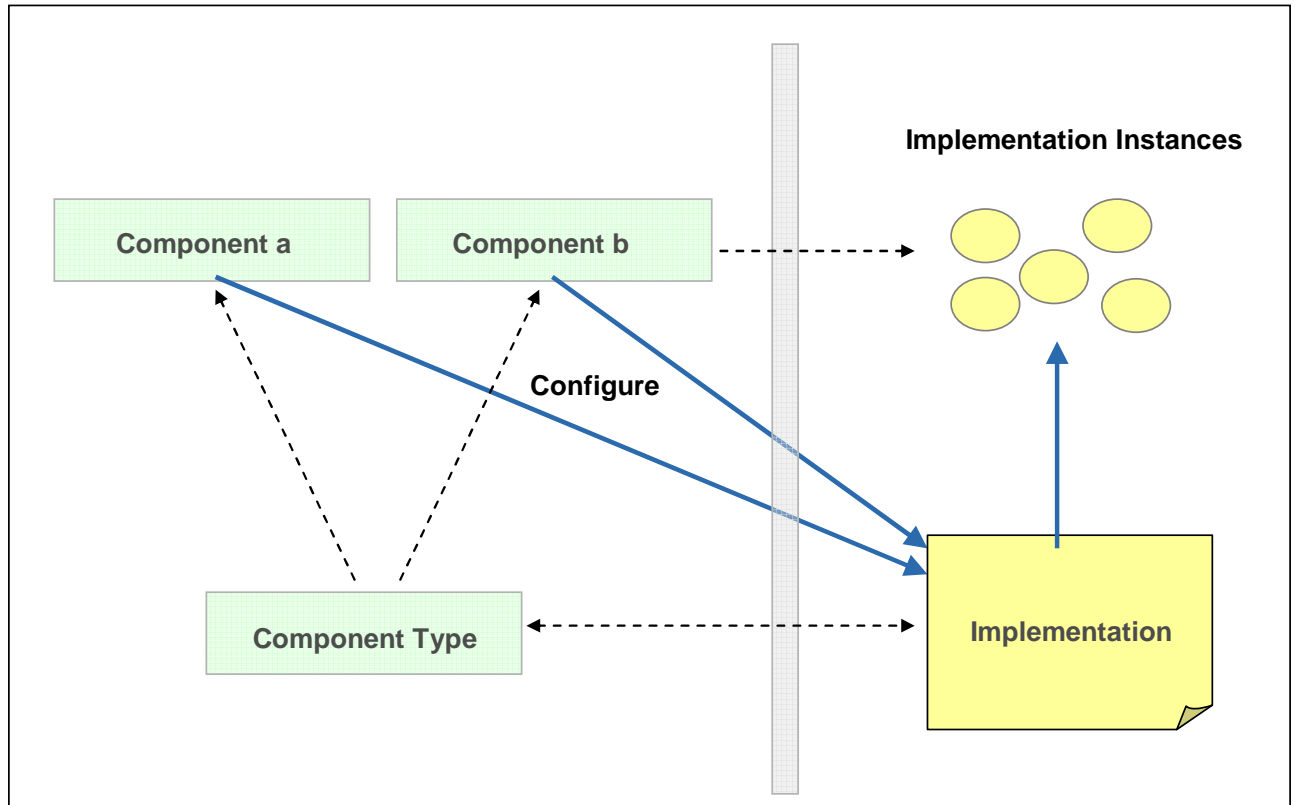 Implementation Instances
Component a
Component b
Configure
Component Type
Implementation